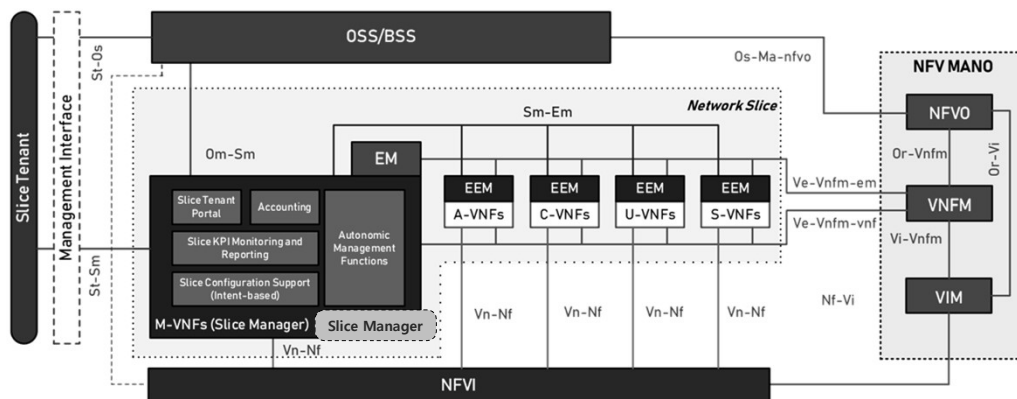 Slice Tenant
Management Interface
St-Os
St-Sm
OSS/BSS
Os-Ma-nfvo
NFV MANO
Network Slice
NFVO
Sm-Em
Om-Sm
EM
Or-Vnfm
Or-Vi
Ve-Vnfm-em
EEM
A-VNFs
EEM
C-VNFs
EEM
U-VNFs
EEM
S-VNFs
VNFM
Slice Tenant
Portal
Accounting
Slice KPI Monitoring and
Reporting
Slice Configuration Support
(Intent-based)
Autonomic
Management
Functions
Ve-Vnfm-vnf
Vi-Vnfm
M-VNFs (Slice Manager)
Slice Manager
Nf-Vi
VIM
Vn-Nf
Vn-Nf
Vn-Nf
Vn-Nf
Vn-Nf
NFVI